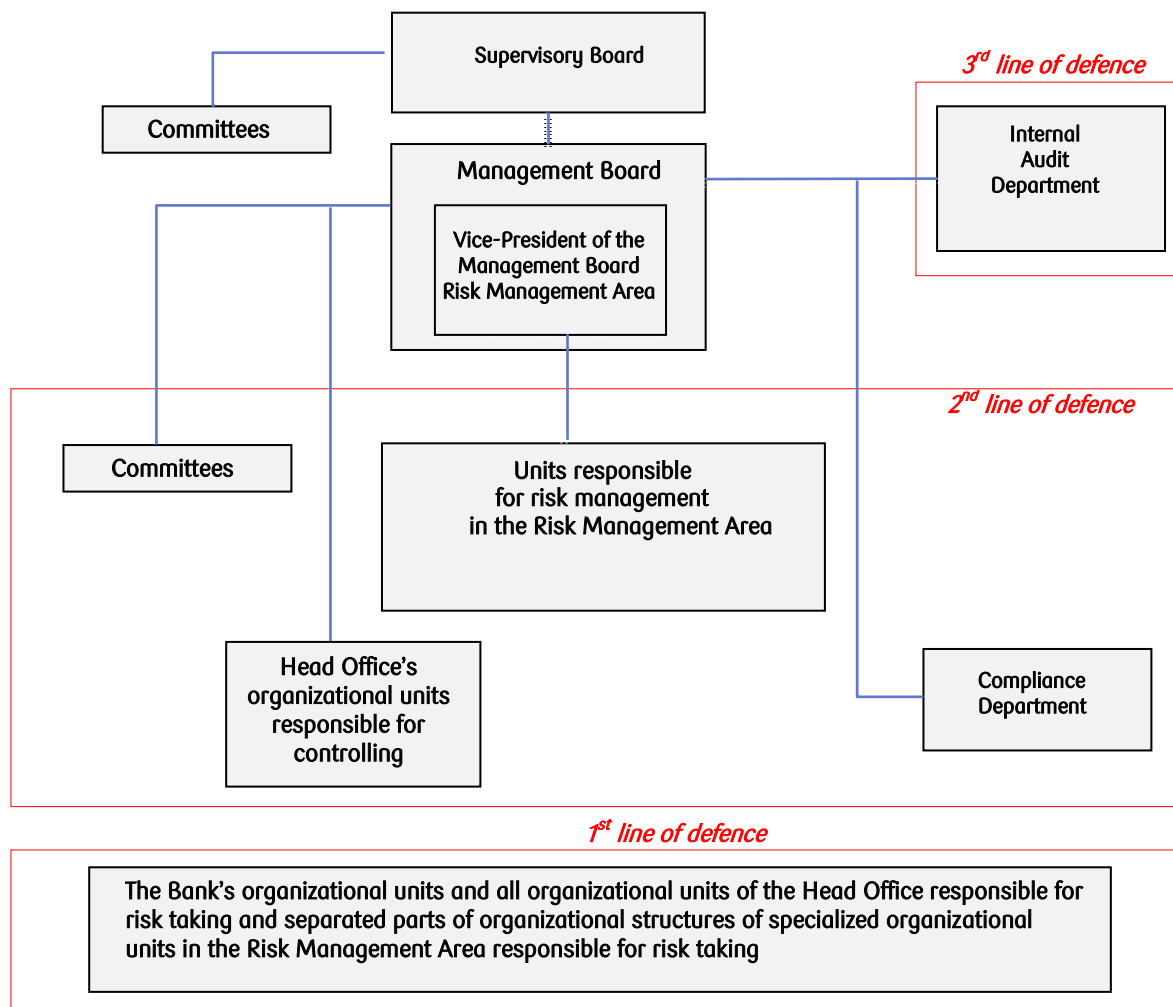 Supervisory Board
3rd line of defence
Committees
Internal
Audit
Department
Management Board
Vice-President of the
Management Board
Risk Management Area
2nd line of defence
Committees
Units responsible
for risk management
in the Risk Management Area
Head Office's
organizational units
responsible for
controlling
Compliance
Department
1st line of defence
The Bank's organizational units and all organizational units of the Head Office responsible for
risk taking and separated parts of organizational structures of specialized organizational
units in the Risk Management Area responsible for risk taking